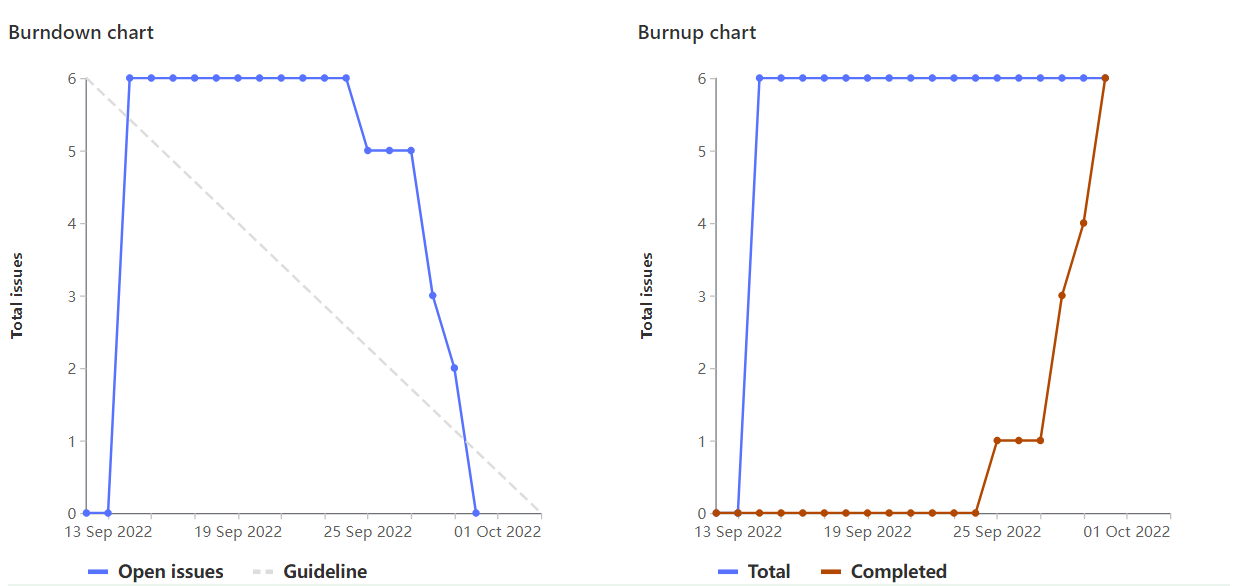 Burndown chart
6
5
4
3
2
1
0
Total issues
13 Sep 2022 19 Sep 2022 25 Sep 2022 01 Oct 2022
Open issues Guideline
Burnup chart
6
5
4
3
2
1
0
Total issues
13 Sep 2022 19 Sep 2022 25 Sep 2022 01 Oct 2022
Total Completed